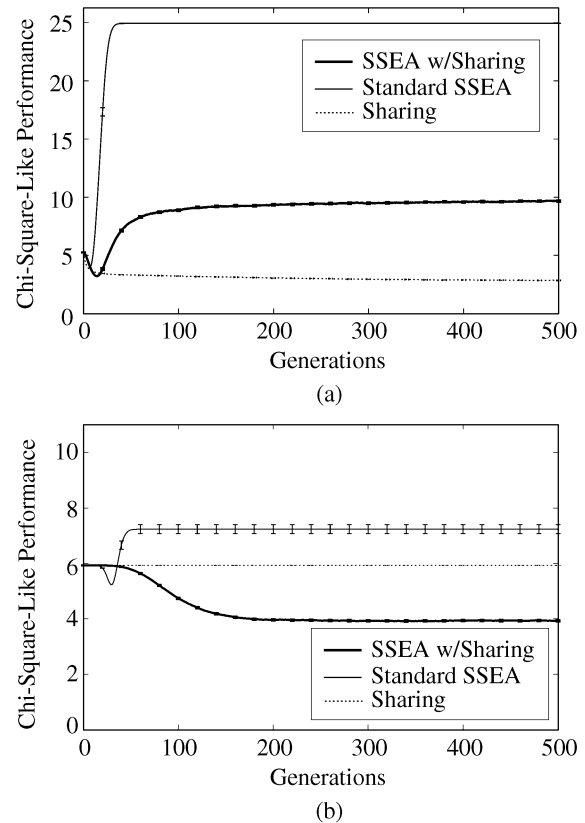 25
20
15
10
5
0
Chi-Square-Like Performance
SSEA w/Sharing
Standard SSEA
Sharing
0 100 200 300 400 500
Generations
(a)
10
8
6
4
2
0
Chi-Square-Like Performance
SSEA w/Sharing
Standard SSEA
Sharing
0 100 200 300 400 500
Generations
(b)